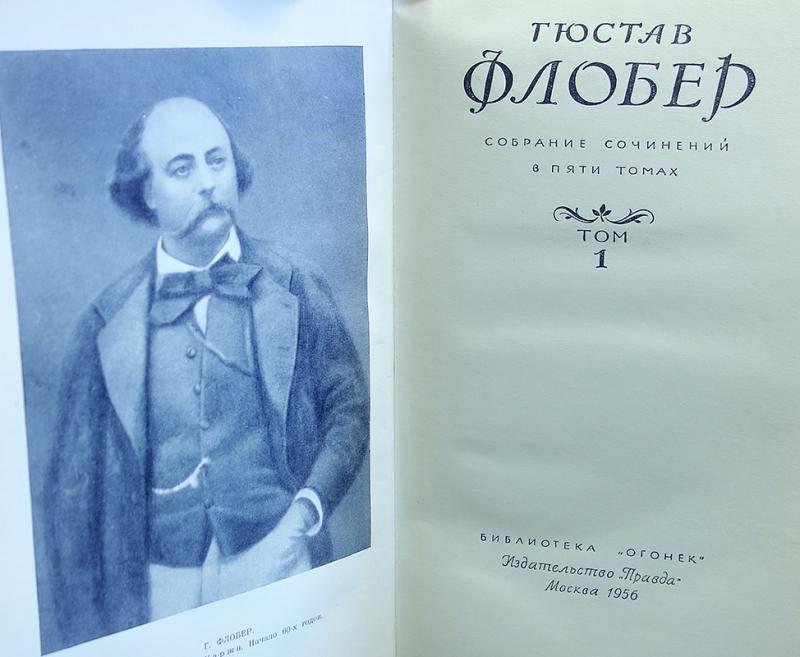 Г. ФЛОБЕР.
Начало 60-х годов.
ГЮСТАВ
ФЛОБЕР
СОБРАНИЕ СОЧИНЕНИЙ
В ПЯТИ ТОМАХ
ТОМ
1
БИБЛИОТЕКА „ОГОНЕК“
Издательство „Правда“
Москва 1956